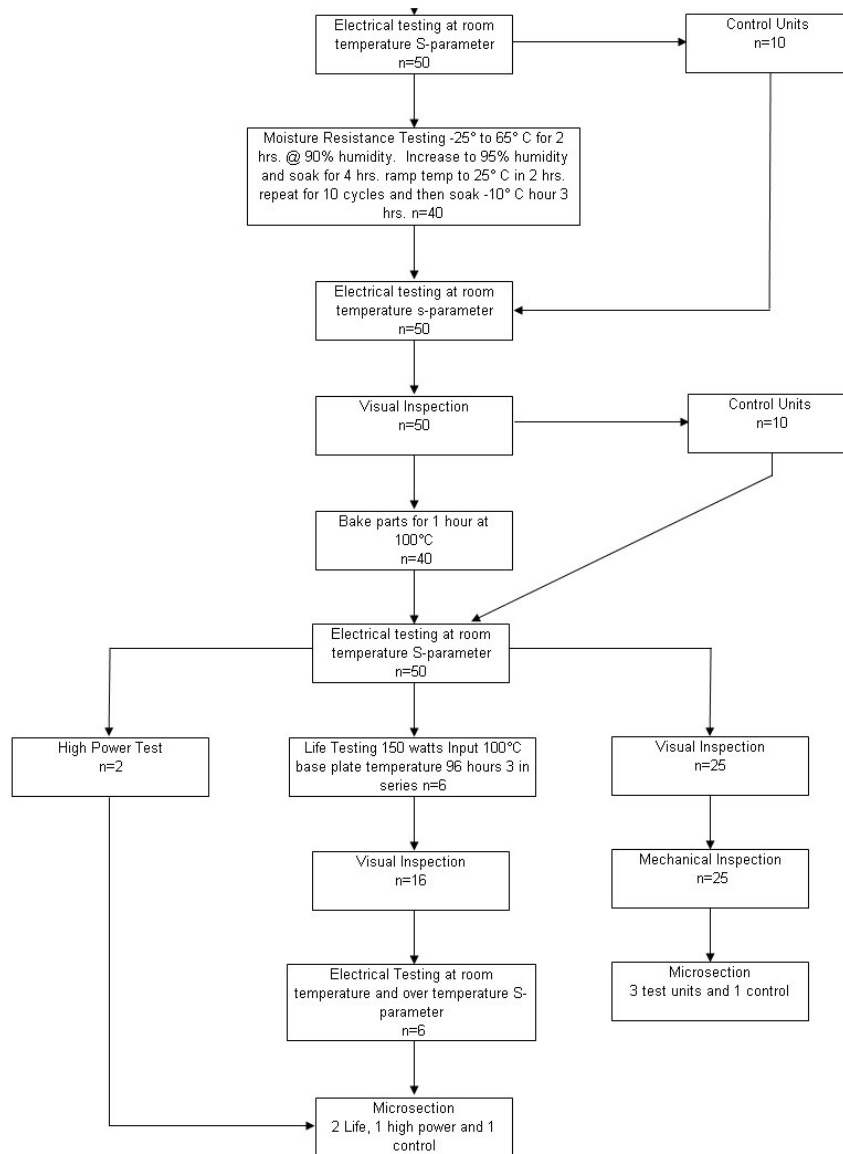 Electrical testing at room
temperature S-parameter
n=50
Control Units
n=10
Moisture Resistance Testing -25° to 65° C for 2
hrs. @ 90% humidity.  Increase to 95% humidity
and soak for 4 hrs. ramp temp to 25° C in 2 hrs.
repeat for 10 cycles and then soak -10° C hour 3
hrs. n=40
Electrical testing at room
temperature s-parameter
n=50
Visual Inspection
n=50
Control Units
n=10
Bake parts for 1 hour at
100°C
n=40
Electrical testing at room
temperature S-parameter
n=50
High Power Test
n=2
Life Testing 150 watts Input 100°C
base plate temperature 96 hours 3 in
series n=6
Visual Inspection
n=25
Visual Inspection
n=16
Mechanical Inspection
n=25
Electrical Testing at room
temperature and over temperature S-
parameter
n=6
Microsection
3 test units and 1 control
Microsection
2 Life, 1 high power and 1
control